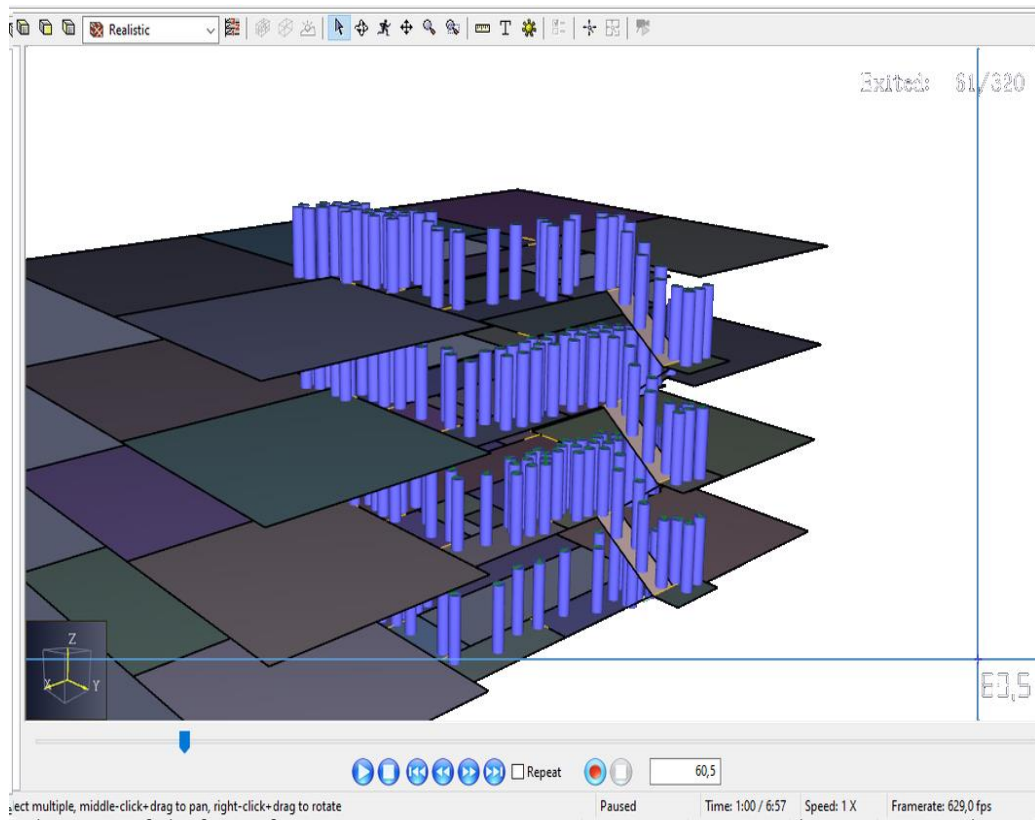 Realistic
T
Exited: 61/320
Z
X Y
60,5
Repeat
60,5
ect multiple, middle-click+drag to pan, right-click+drag to rotate
Paused
Time: 1:00 / 6:57
Speed: 1 X
Framerate: 629,0 fps